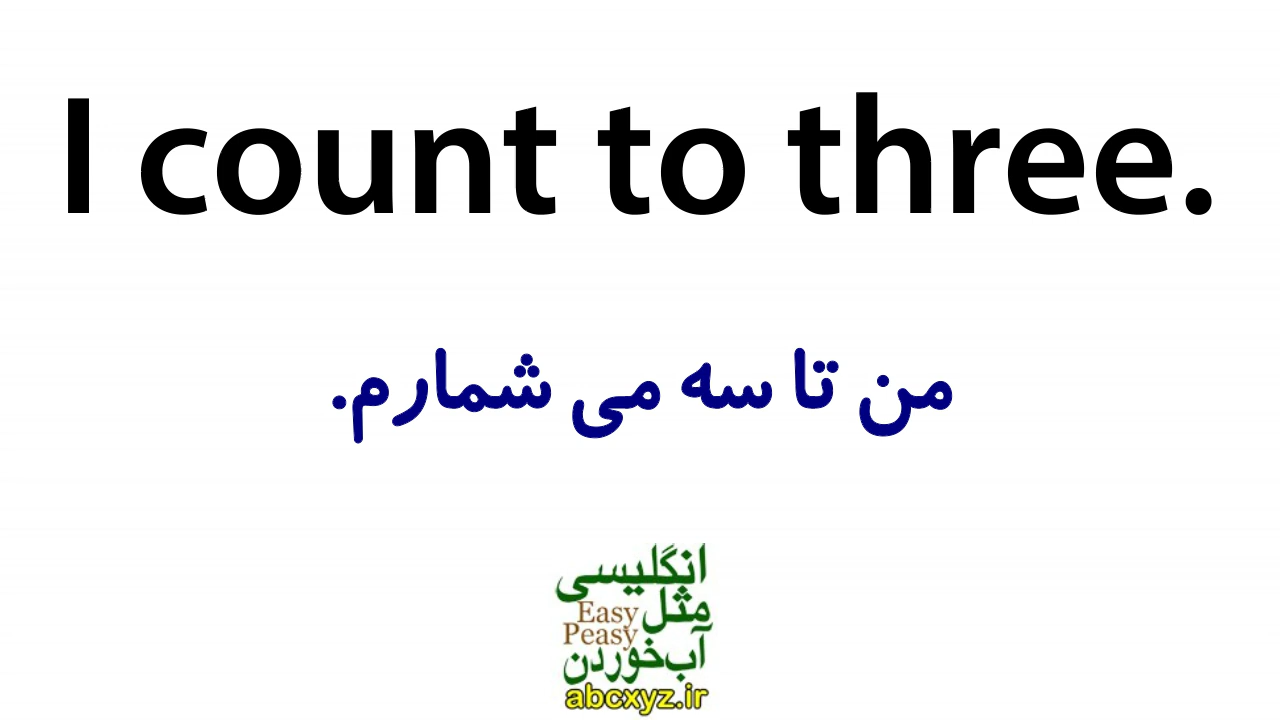 I count to three.
من تا سه می شمارم.
انگلیسی
مثل Easy
Peasy
آب‌خوردن
abcxyz.ir